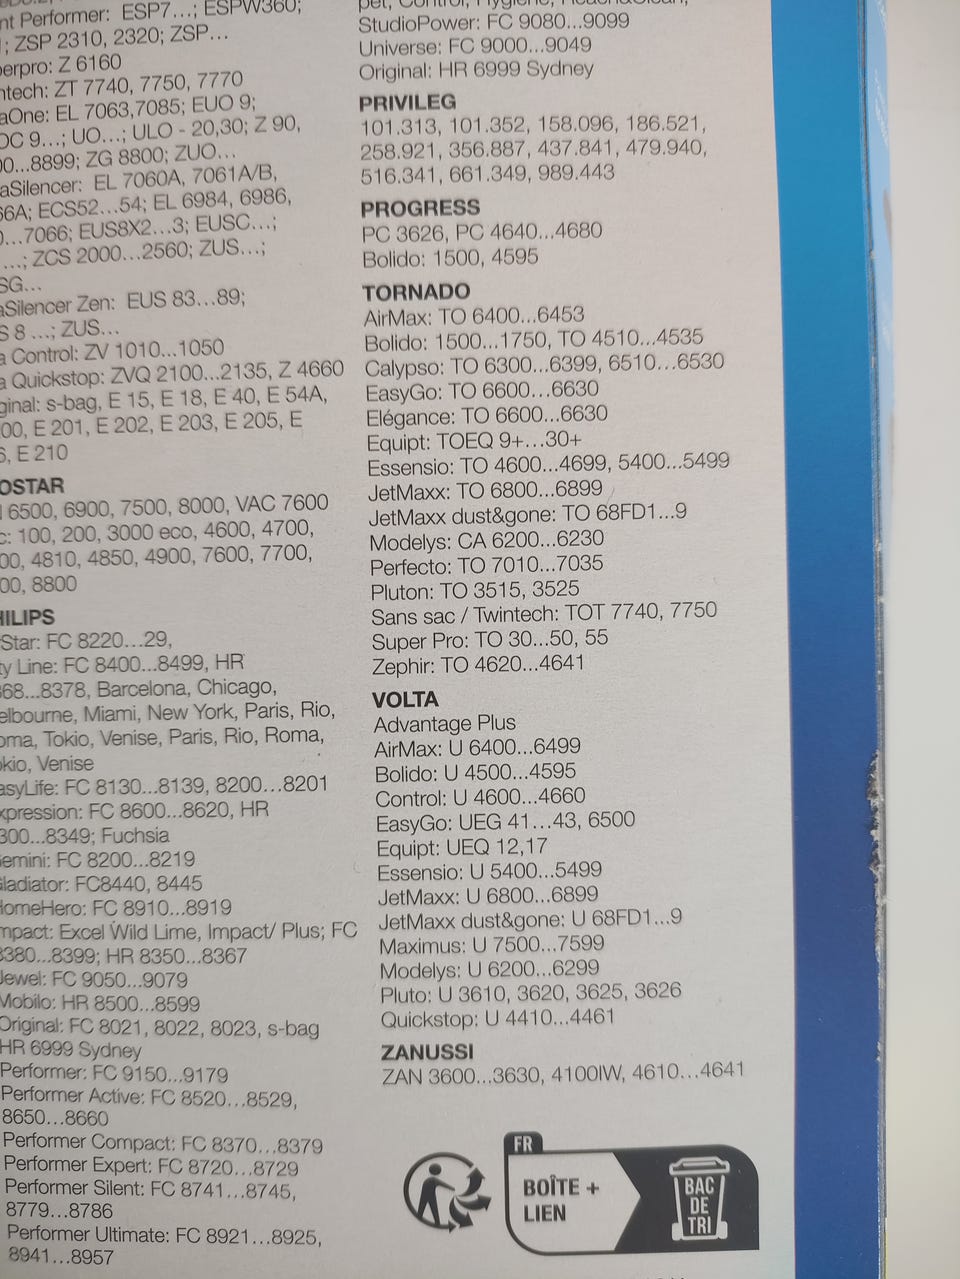 nt Performer: ESP7...; ESPW360;
; ZSP 2310, 2320; ZSP...
erpro: Z 6160
ntech: ZT 7740, 7750, 7770
aOne: EL 7063,7085; EUO 9;
OC 9...; UO...; ULO - 20,30; Z 90,
00...8899; ZG 8800; ZUO...
aSilencer: EL 7060A, 7061A/B,
66A; ECS52...54; EL 6984, 6986,
0...7066; EUS8X2...3; EUSC...;
...; ZCS 2000...2560; ZUS...;
SG...
aSilencer Zen: EUS 83...89;
S 8 ...; ZUS...
a Control: ZV 1010...1050
a Quickstop: ZVQ 2100...2135, Z 4660
ginal: s-bag, E 15, E 18, E 40, E 54A,
00, E 201, E 202, E 203, E 205, E
6, E 210
OSTAR
6500, 6900, 7500, 8000, VAC 7600
c: 100, 200, 3000 eco, 4600, 4700,
00, 4810, 4850, 4900, 7600, 7700,
00, 8800
HILIPS
Star: FC 8220...29,
ty Line: FC 8400...8499, HR
368...8378, Barcelona, Chicago,
elbourne, Miami, New York, Paris, Rio,
oma, Tokio, Venise, Paris, Rio, Roma,
okio, Venise
asyLife: FC 8130...8139, 8200...8201
xpression: FC 8600...8620, HR
300...8349; Fuchsia
Gemini: FC 8200...8219
Gladiator: FC8440, 8445
HomeHero: FC 8910...8919
mpact: Excel Wild Lime, Impact/ Plus; FC
8380...8399; HR 8350...8367
Jewel: FC 9050...9079
Mobilo: HR 8500...8599
Original: FC 8021, 8022, 8023, s-bag
HR 6999 Sydney
Performer: FC 9150...9179
Performer Active: FC 8520...8529,
8650...8660
Performer Compact: FC 8370...8379
Performer Expert: FC 8720...8729
Performer Silent: FC 8741...8745,
8779...8786
Performer Ultimate: FC 8921...8925,
8941...8957
StudioPower: FC 9080...9099
Universe: FC 9000...9049
Original: HR 6999 Sydney
PRIVILEG
101.313, 101.352, 158.096, 186.521,
258.921, 356.887, 437.841, 479.940,
516.341, 661.349, 989.443
PROGRESS
PC 3626, PC 4640...4680
Bolido: 1500, 4595
TORNADO
AirMax: TO 6400...6453
Bolido: 1500...1750, TO 4510...4535
Calypso: TO 6300...6399, 6510...6530
EasyGo: TO 6600...6630
Elégance: TO 6600...6630
Equipt: TOEQ 9+...30+
Essensio: TO 4600...4699, 5400...5499
JetMaxx: TO 6800...6899
JetMaxx dust&gone: TO 68FD1...9
Modelys: CA 6200...6230
Perfecto: TO 7010...7035
Pluton: TO 3515, 3525
Sans sac / Twintech: TOT 7740, 7750
Super Pro: TO 30...50, 55
Zephir: TO 4620...4641
VOLTA
Advantage Plus
AirMax: U 6400...6499
Bolido: U 4500...4595
Control: U 4600...4660
EasyGo: UEG 41...43, 6500
Equipt: UEQ 12,17
Essensio: U 5400...5499
JetMaxx: U 6800...6899
JetMaxx dust&gone: U 68FD1...9
Maximus: U 7500...7599
Modelys: U 6200...6299
Pluto: U 3610, 3620, 3625, 3626
Quickstop: U 4410...4461
ZANUSSI
ZAN 3600...3630, 4100IW, 4610...4641
FR
BOÎTE +
LIEN
BAC
DE
TRI